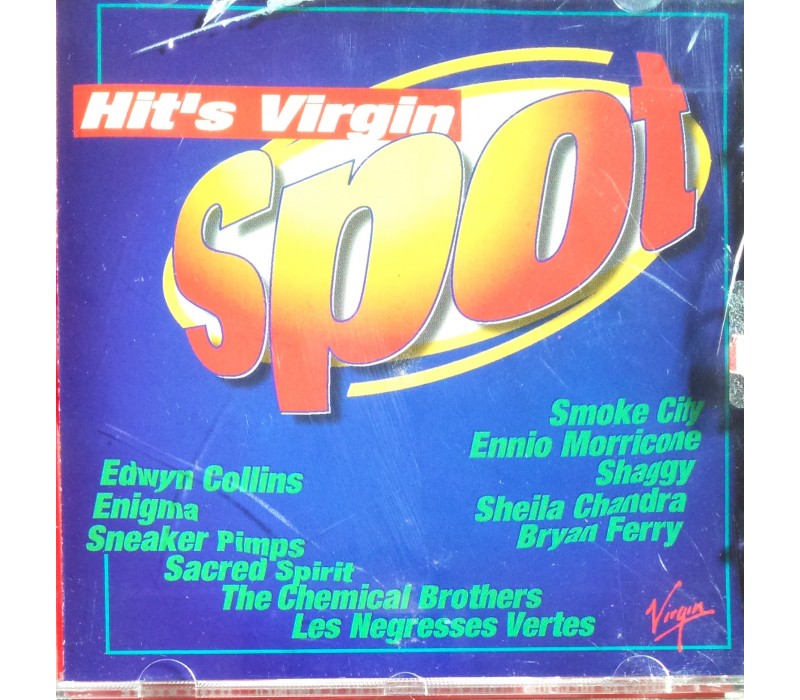 Hit's Virgin
Spot
Smoke City
Ennio Morricone
Shaggy
Sheila Chandra
Bryan Ferry
Edwyn Collins
Enigma
Sneaker Pimps
Sacred Spirit
The Chemical Brothers
Les Negresses Vertes
Virgin